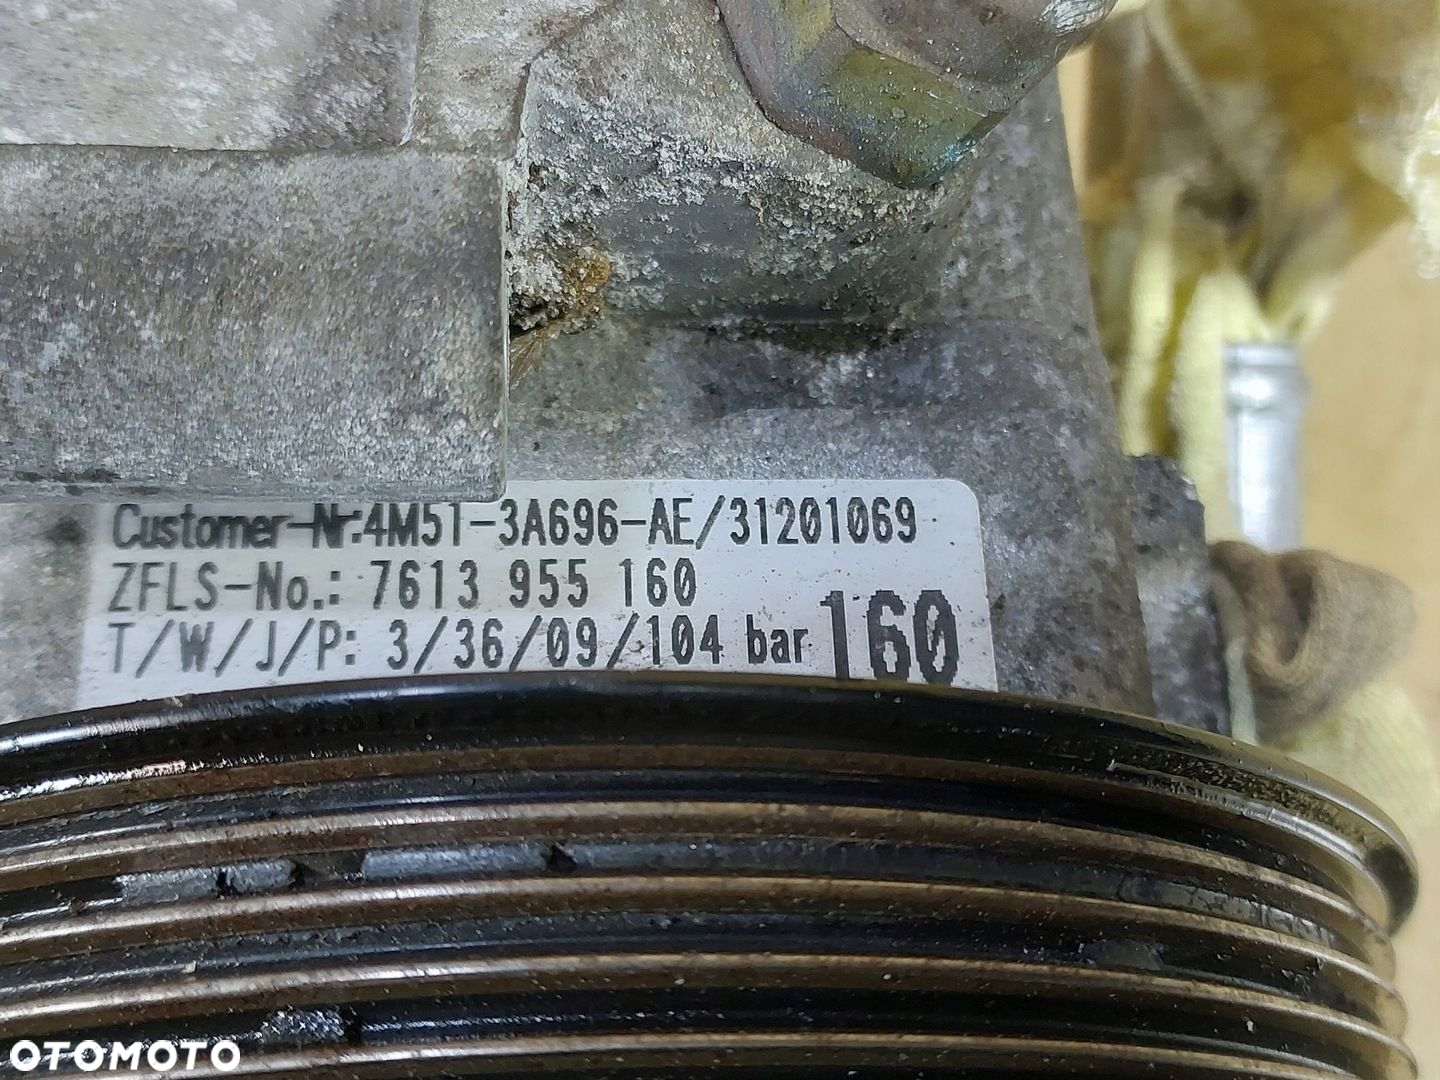 Customer-Nr:4M51-3A696-AE/31201069
ZFLS-No.: 7613 955 160
T/W/J/P: 3/36/09/104 bar 160
OTOMOTO